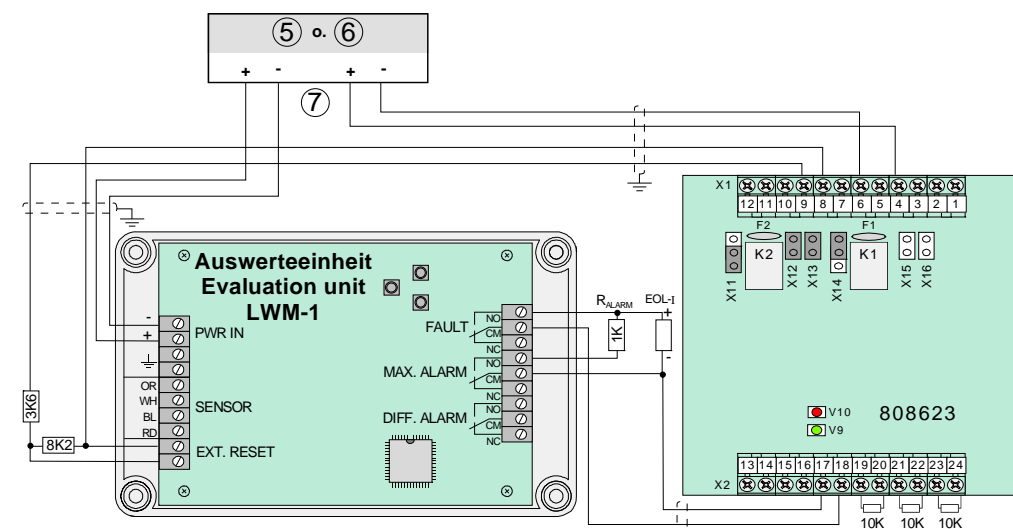 ⑤ o. ⑥
+ - + -
⑦
X1
12 11 10 9 8 7 6 5 4 3 2 1
F2 F1
K2 K1
X11 X12 X13 X14 X15 X16
Auswerteeinheit
Evaluation unit
LWM-1
- PWR IN
+
OR
WH SENSOR
BL
RD
EXT. RESET
3K6
8K2
NO
FAULT CM
NC
NO
MAX. ALARM CM
NC
NO
DIFF. ALARM CM
NC
RALARM EOL-I
1K
+
-
V10 808623
V9
13 14 15 16 17 18 19 20 21 22 23 24
X2
10K 10K 10K